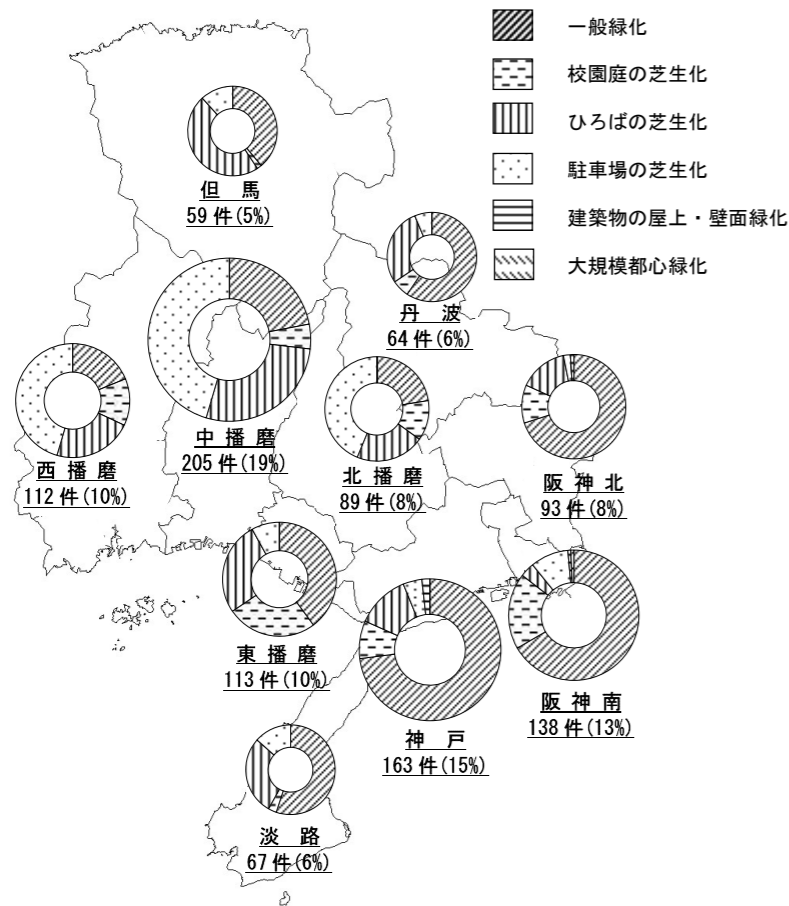 一般緑化
校園庭の芝生化
ひろばの芝生化
駐車場の芝生化
建築物の屋上・壁面緑化
大規模都心緑化
但 馬
59 件(5%)
丹 波
64 件(6%)
中 播 磨
205 件(19%)
西 播 磨
112 件(10%)
北 播 磨
89 件(8%)
阪 神 北
93 件(8%)
東 播 磨
113 件(10%)
阪 神 南
138 件(13%)
神 戸
163 件(15%)
淡 路
67 件(6%)